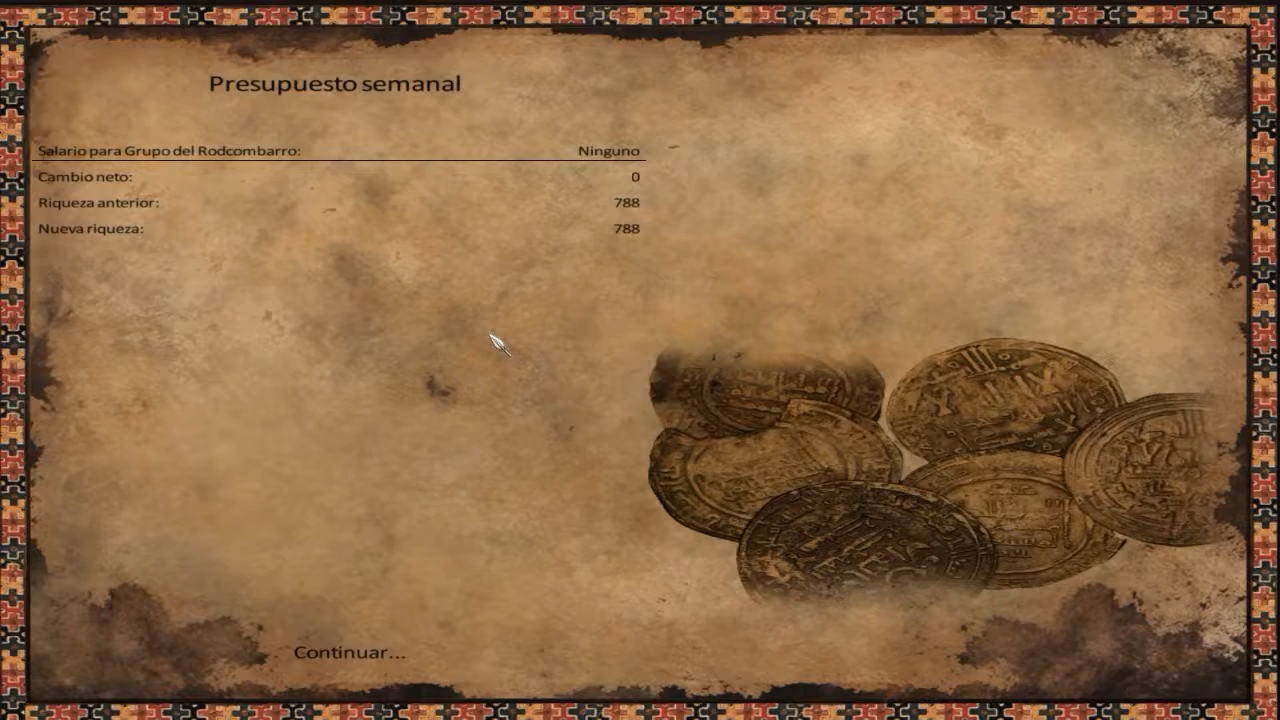 Presupuesto semanal
Salario para Grupo del Rodcombarro: Ninguno
Cambio neto: 0
Riqueza anterior: 788
Nueva riqueza: 788
Continuar...